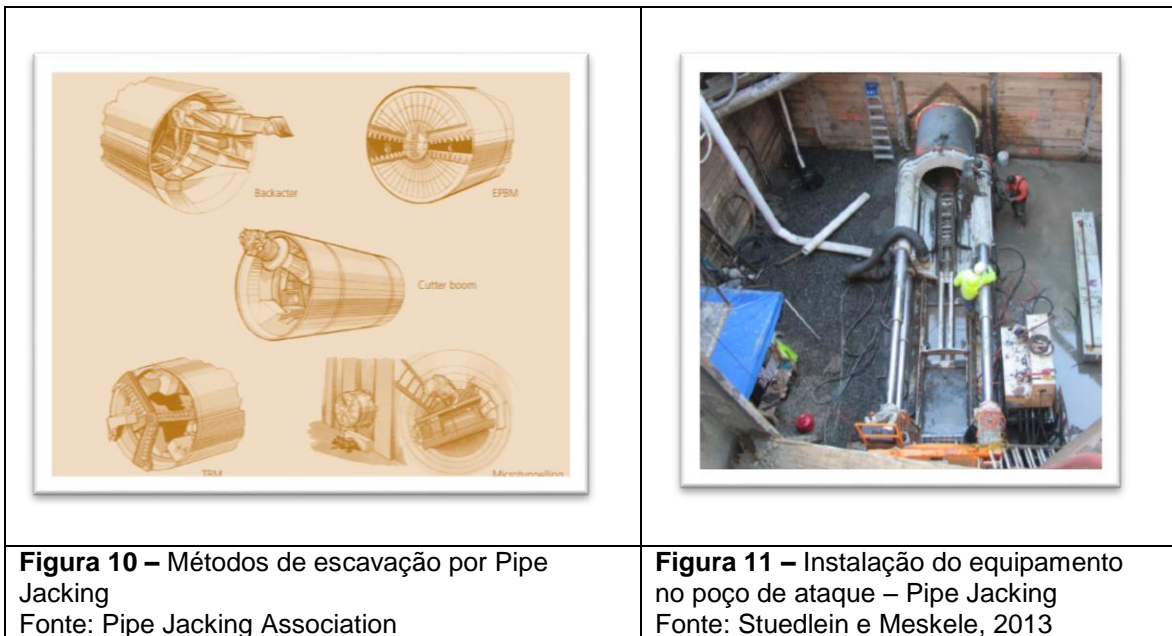 Backacter
EPBM
Cutter boom
TBM
Microtunnelling
Figura 10 – Métodos de escavação por Pipe
Jacking
Fonte: Pipe Jacking Association
Figura 11 – Instalação do equipamento
no poço de ataque – Pipe Jacking
Fonte: Stuedlein e Meskele, 2013